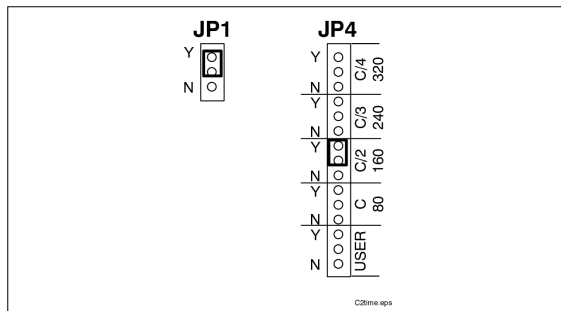 JP1
Y
N
JP4
Y
N
C/4
320
Y
N
C/3
240
Y
N
C/2
160
Y
N
C
80
Y
N
USER
C2time.eps